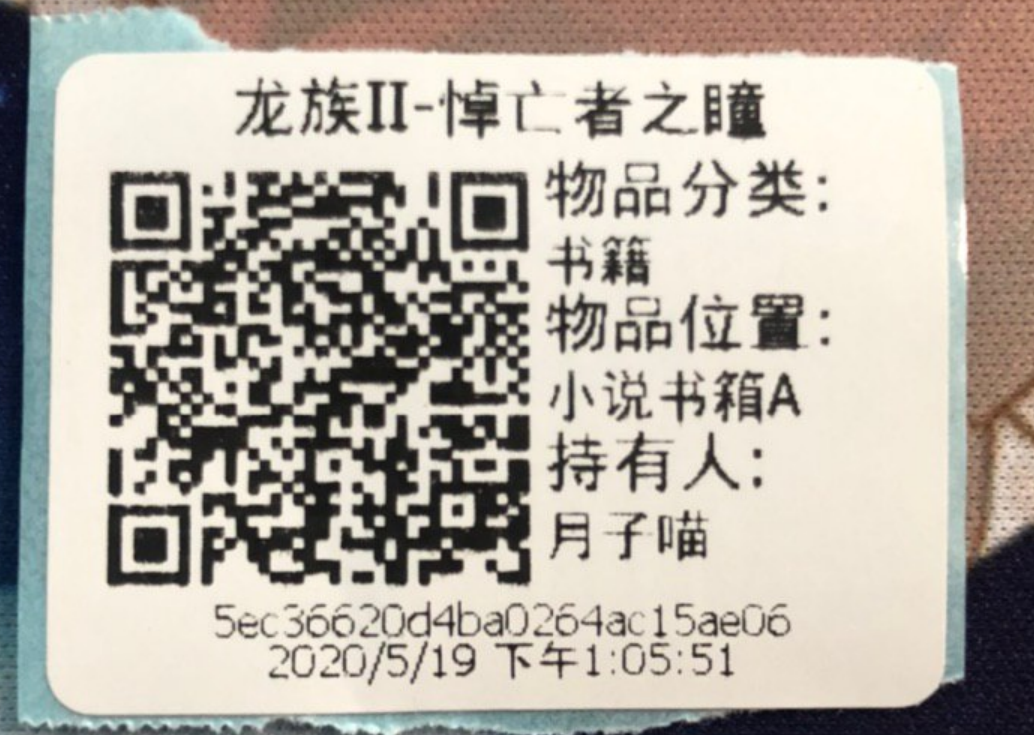 龙族II-悼亡者之瞳
物品分类:
书籍
物品位置:
小说书箱A
持有人:
月子喵
5ec36620d4ba0264ac15ae06
2020/5/19 下午1:05:51